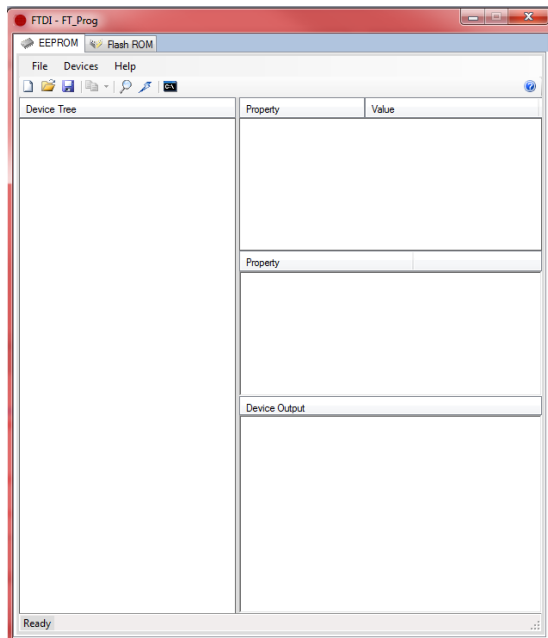 FTDI - FT_Prog
EEPROM Flash ROM
File Devices Help
C:\
Device Tree Property Value
Property
Device Output
Ready